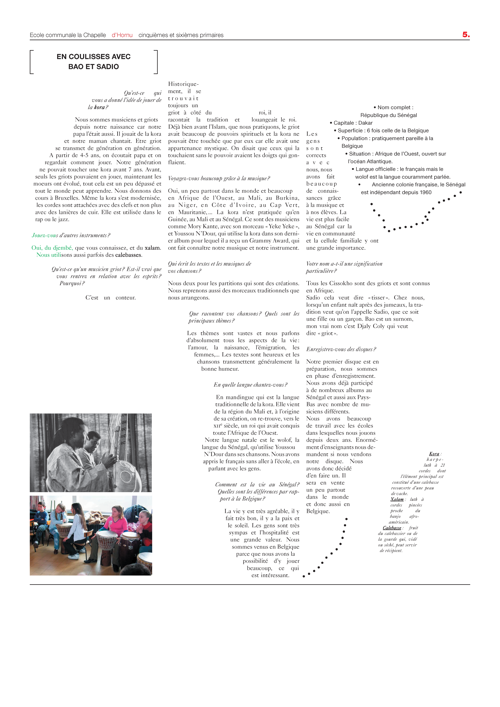 Ecole communale la Chapelle d'Hornu cinquièmes et sixièmes primaires 5.
EN COULISSES AVEC
BAO ET SADIO
Qu'est-ce qui
vous a donné l'idée de jouer de
la kora ?
Nous sommes musiciens et griots
depuis notre naissance car notre
papa l'était aussi. Il jouait de la kora
et notre maman chantait. Etre griot
se transmet de génération en génération.
A partir de 4-5 ans, on écoutait papa et on
regardait comment jouer. Notre génération
ne pouvait toucher une kora avant 7 ans. Avant,
seuls les griots pouvaient en jouer, maintenant les
moeurs ont évolué, tout cela est un peu dépassé et
tout le monde peut apprendre. Nous donnons des
cours à Bruxelles. Même la kora s'est modernisée,
les cordes sont attachées avec des clefs et non plus
avec des lanières de cuir. Elle est utilisée dans le
rap ou le jazz.
Jouez-vous d'autres instruments ?
Oui, du djembé, que vous connaissez, et du xalam.
Nous utilisons aussi parfois des calebasses.
Qu'est-ce qu'un musicien griot ? Est-il vrai que
vous rentrez en relation avec les esprits ?
Pourquoi ?
C'est un conteur.
Historique-
ment, il se
trouvait
toujours un
griot à côté du roi, il
racontait la tradition et louangeait le roi.
Déjà bien avant l'Islam, que nous pratiquons, le griot
avait beaucoup de pouvoirs spirituels et la kora ne
pouvait être touchée que par eux car elle avait une
appartenance mystique. On disait que ceux qui la
touchaient sans le pouvoir avaient les doigts qui gon-
flaient.
Voyagez-vous beaucoup grâce à la musique ?
Oui, un peu partout dans le monde et beaucoup
en Afrique de l'Ouest, au Mali, au Burkina,
au Niger, en Côte d'Ivoire, au Cap Vert,
en Mauritanie,... La kora n'est pratiquée qu'en
Guinée, au Mali et au Sénégal. Ce sont des musiciens
comme Mory Kante, avec son morceau « Yeke Yeke »,
et Youssou N'Dour, qui utilise la kora dans son derni-
er album pour lequel il a reçu un Grammy Award, qui
ont fait connaître notre musique et notre instrument.
Qui écrit les textes et les musiques de
vos chansons ?
Nous deux pour les partitions qui sont des créations.
Nous reprenons aussi des morceaux traditionnels que
nous arrangeons.
Que racontent vos chansons ? Quels sont les
principaux thèmes ?
Les thèmes sont vastes et nous parlons
d'absolument tous les aspects de la vie :
l'amour, la naissance, l'émigration, les
femmes,... Les textes sont heureux et les
chansons transmettent généralement la
bonne humeur.
En quelle langue chantez-vous ?
En mandingue qui est la langue
traditionnelle de la kora. Elle vient
de la région du Mali et, à l'origine
de sa création, on re-trouve, vers le
XIIe siècle, un roi qui avait conquis
toute l'Afrique de l'Ouest.
Notre langue natale est le wolof, la
langue du Sénégal, qu'utilise Youssou
N'Dour dans ses chansons. Nous avons
appris le français sans aller à l'école, en
parlant avec les gens.
Comment est la vie au Sénégal ?
Quelles sont les différences par rap-
port à la Belgique ?
La vie y est très agréable, il y
fait très bon, il y a la paix et
le soleil. Les gens sont très
sympas et l'hospitalité est
une grande valeur. Nous
sommes venus en Belgique
parce que nous avons la
possibilité d'y jouer
beaucoup, ce qui
est intéressant.
Les
gens
sont
corrects
avec
nous, nous
avons fait
beaucoup
de connais-
sances grâce
à la musique et
à nos élèves. La
vie est plus facile
au Sénégal car la
vie en communauté
et la cellule familiale y ont
une grande importance.
Votre nom a-t-il une signification
particulière ?
Tous les Cissokho sont des griots et sont connus
en Afrique.
Sadio cela veut dire « tisser ». Chez nous,
lorsqu'un enfant naît après des jumeaux, la tra-
dition veut qu'on l'appelle Sadio, que ce soit
une fille ou un garçon. Bao est un surnom,
mon vrai nom c'est Djaly Coly qui veut
dire « griot ».
Enregistrez-vous des disques ?
Notre premier disque est en
préparation, nous sommes
en phase d'enregistrement.
Nous avons déjà participé
à de nombreux albums au
Sénégal et aussi aux Pays-
Bas avec nombre de mu-
siciens différents.
Nous avons beaucoup
de travail avec les écoles
dans lesquelles nous jouons
depuis deux ans. Enormé-
ment d'enseignants nous de-
mandent si nous vendons
notre disque. Nous
avons donc décidé
d'en faire un. Il
sera en vente
un peu partout
dans le monde
et donc aussi en
Belgique.
• Nom complet :
République du Sénégal
• Capitale : Dakar
• Superficie : 6 fois celle de la Belgique
• Population : pratiquement pareille à la
Belgique
• Situation : Afrique de l'Ouest, ouvert sur
l'océan Atlantique.
• Langue officielle : le français mais le
wolof est la langue couramment parlée.
• Ancienne colonie française, le Sénégal
est indépendant depuis 1960
Kora :
harpe-
luth à 21
cordes dont
l'élément principal est
constitué d'une calebasse
recouverte d'une peau
de vache.
Xalam : luth à
cordes pincées
proche du
banjo afro-
américain.
Calebasse : fruit
du calebassier ou de
la gourde qui, vidé
ou séché, peut servir
de récipient.